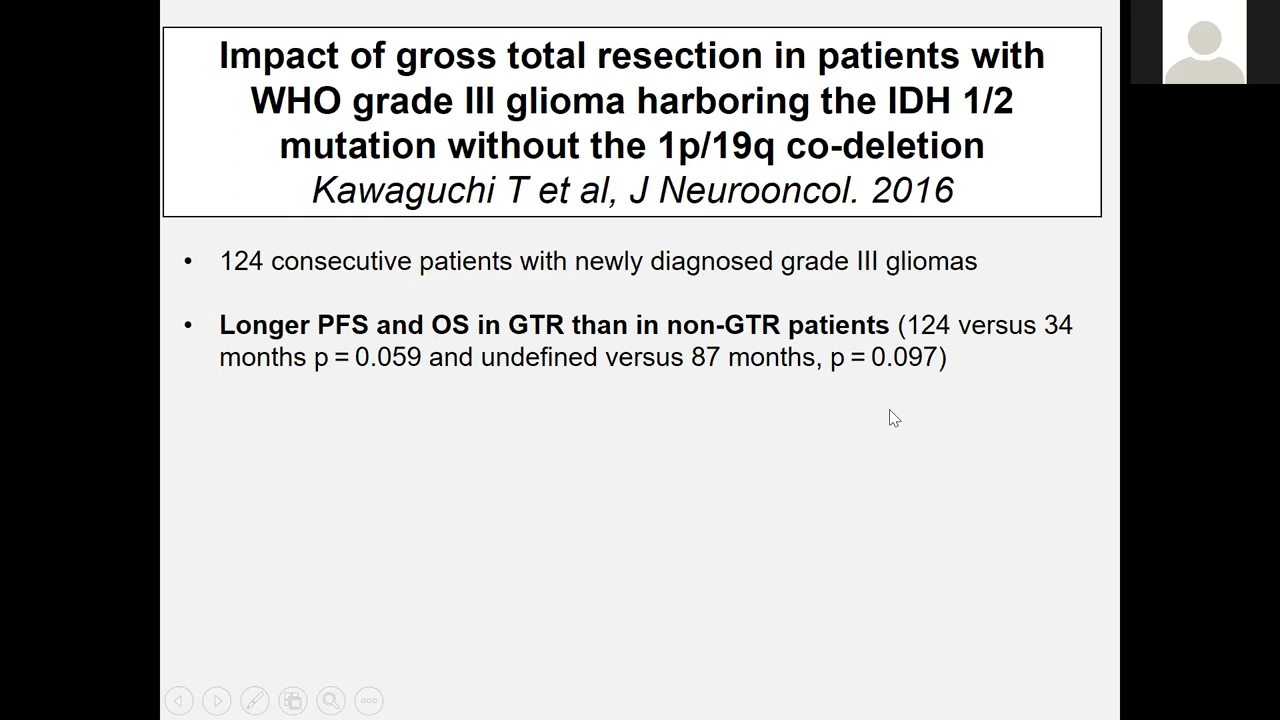 Impact of gross total resection in patients with
WHO grade III glioma harboring the IDH 1/2
mutation without the 1p/19q co-deletion
Kawaguchi T et al, J Neurooncol. 2016
• 124 consecutive patients with newly diagnosed grade III gliomas
• Longer PFS and OS in GTR than in non-GTR patients (124 versus 34
months p = 0.059 and undefined versus 87 months, p = 0.097)